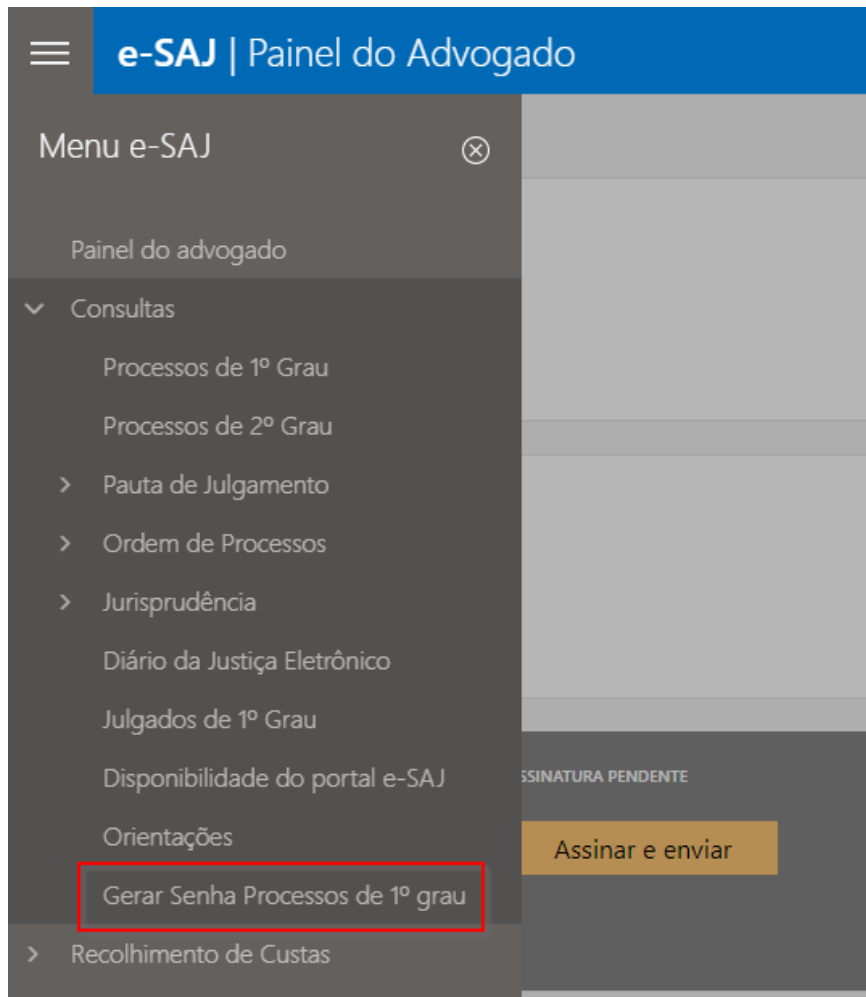 e-SAJ | Painel do Advogado
Menu e-SAJ
Painel do advogado
Consultas
Processos de 1º Grau
Processos de 2º Grau
Pauta de Julgamento
Ordem de Processos
Jurisprudência
Diário da Justiça Eletrônico
Julgados de 1º Grau
Disponibilidade do portal e-SAJ
SSINATURA PENDENTE
Orientações
Assinar e enviar
Gerar Senha Processos de 1º grau
Recolhimento de Custas